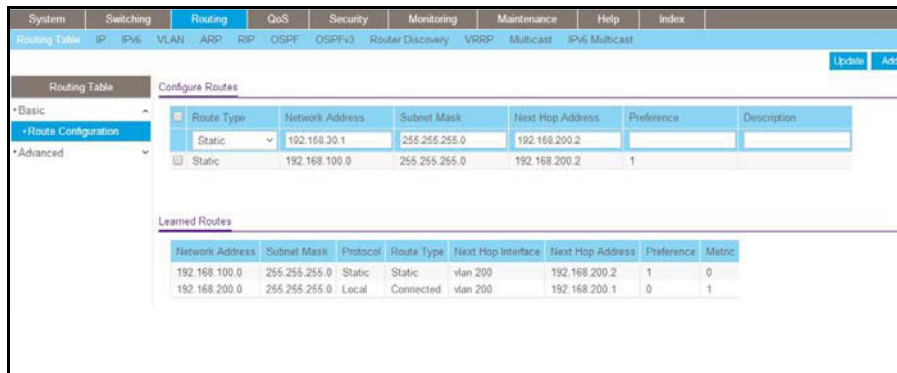 System Switching Routing QoS Security Monitoring Maintenance Help Index
Routing Table IP IPv6 VLAN ARP RIP OSPF OSPFv3 Router Discovery VRRP Multicast IPv6 Multicast
Update Add
Routing Table
Configure Routes
Basic
Route Configuration
Advanced
Route Type Network Address Subnet Mask Next Hop Address Preference Description
Static 192.168.30.1 255.255.255.0 192.168.200.2
Static 192.168.100.0 255.255.255.0 192.168.200.2 1
Learned Routes
Network Address Subnet Mask Protocol Route Type Next Hop Interface Next Hop Address Preference Metric
192.168.100.0 255.255.255.0 Static Static vlan 200 192.168.200.2 1 0
192.168.200.0 255.255.255.0 Local Connected vlan 200 192.168.200.1 0 1